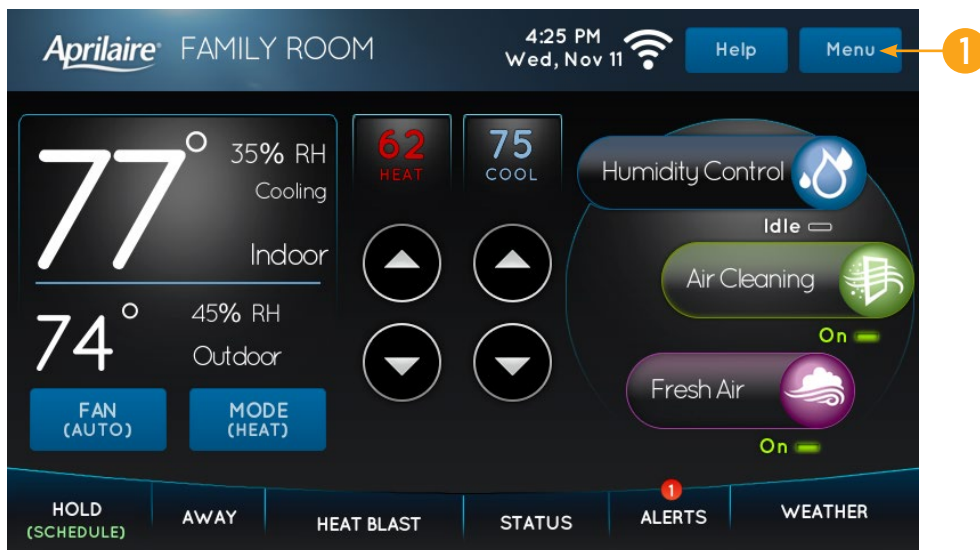 Aprilaire® FAMILY ROOM
4:25 PM
Wed, Nov 11
Help
Menu
1
77° 35% RH
Cooling
Indoor
74° 45% RH
Outdoor
FAN
(AUTO)
MODE
(HEAT)
62
HEAT
75
COOL
Humidity Control
Idle
Air Cleaning
On
Fresh Air
On
HOLD
(SCHEDULE)
AWAY
HEAT BLAST
STATUS
1
ALERTS
WEATHER